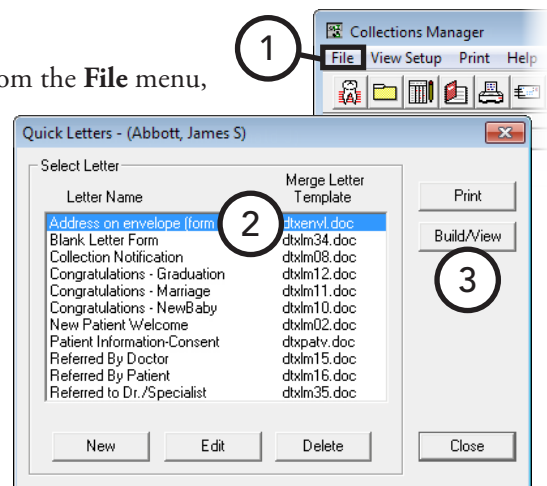 Collections Manager
1
File View Setup Print Help
om the File menu,
Quick Letters - (Abbott, James S)
Select Letter
Letter Name
Merge Letter
Template
Print
Address on envelope (form 2 dtxenvl.doc
Blank Letter Form dtxlm34.doc
Build/View
Collection Notification dtxlm08.doc
Congratulations - Graduation dtxlm12.doc
3
Congratulations - Marriage dtxlm11.doc
Congratulations - NewBaby dtxlm10.doc
New Patient Welcome dtxlm02.doc
Patient Information-Consent dtxpatv.doc
Referred By Doctor dtxlm15.doc
Referred By Patient dtxlm16.doc
Referred to Dr./Specialist dtxlm35.doc
New Edit Delete Close